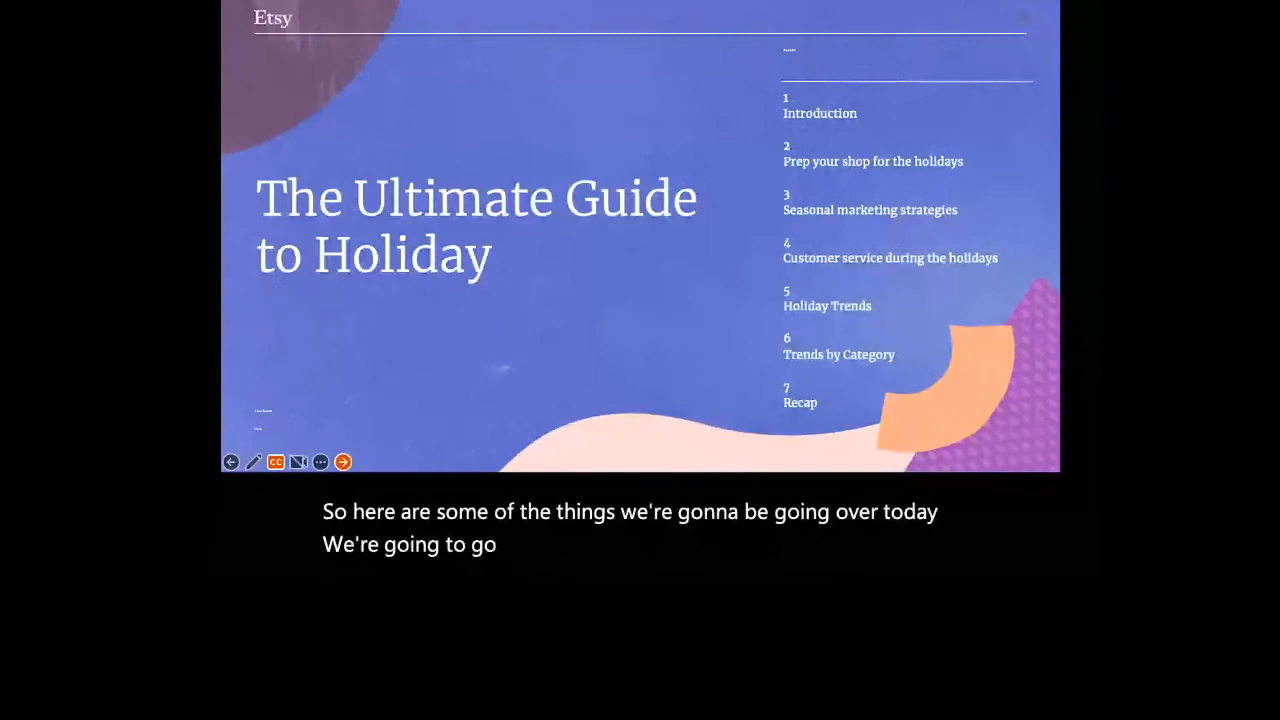 Etsy
The Ultimate Guide
to Holiday
1
Introduction
2
Prep your shop for the holidays
3
Seasonal marketing strategies
4
Customer service during the holidays
5
Holiday Trends
6
Trends by Category
7
Recap
CC
So here are some of the things we're gonna be going over today
We're going to go